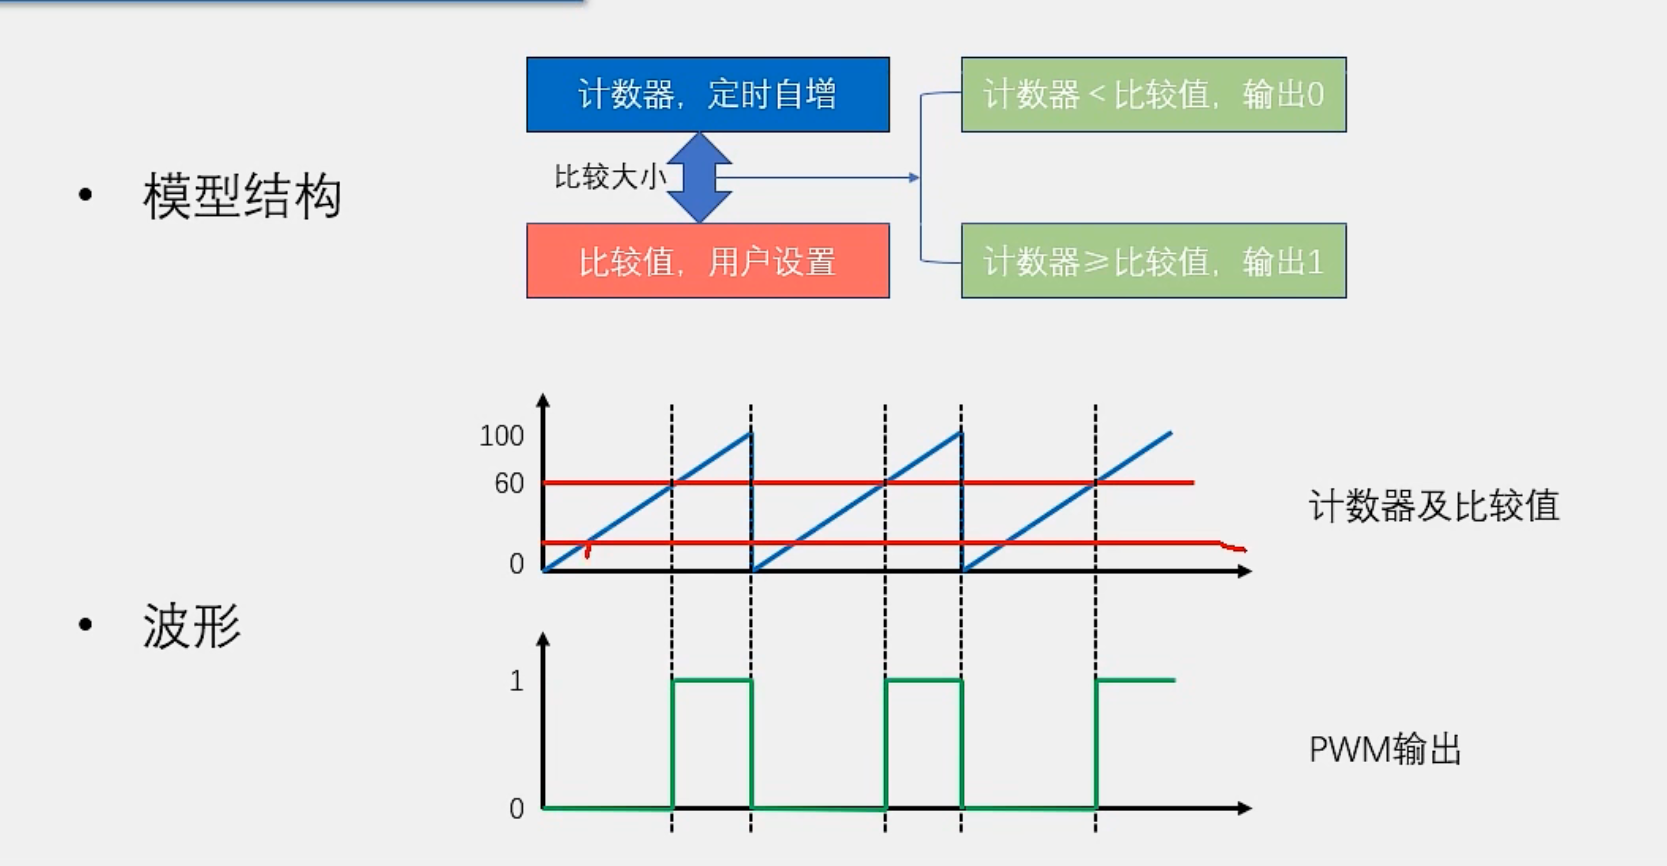 计数器，定时自增
计数器＜比较值，输出0
比较大小
• 模型结构
比较值，用户设置
计数器≥比较值，输出1
100
60
0
计数器及比较值
• 波形
1
0
PWM输出